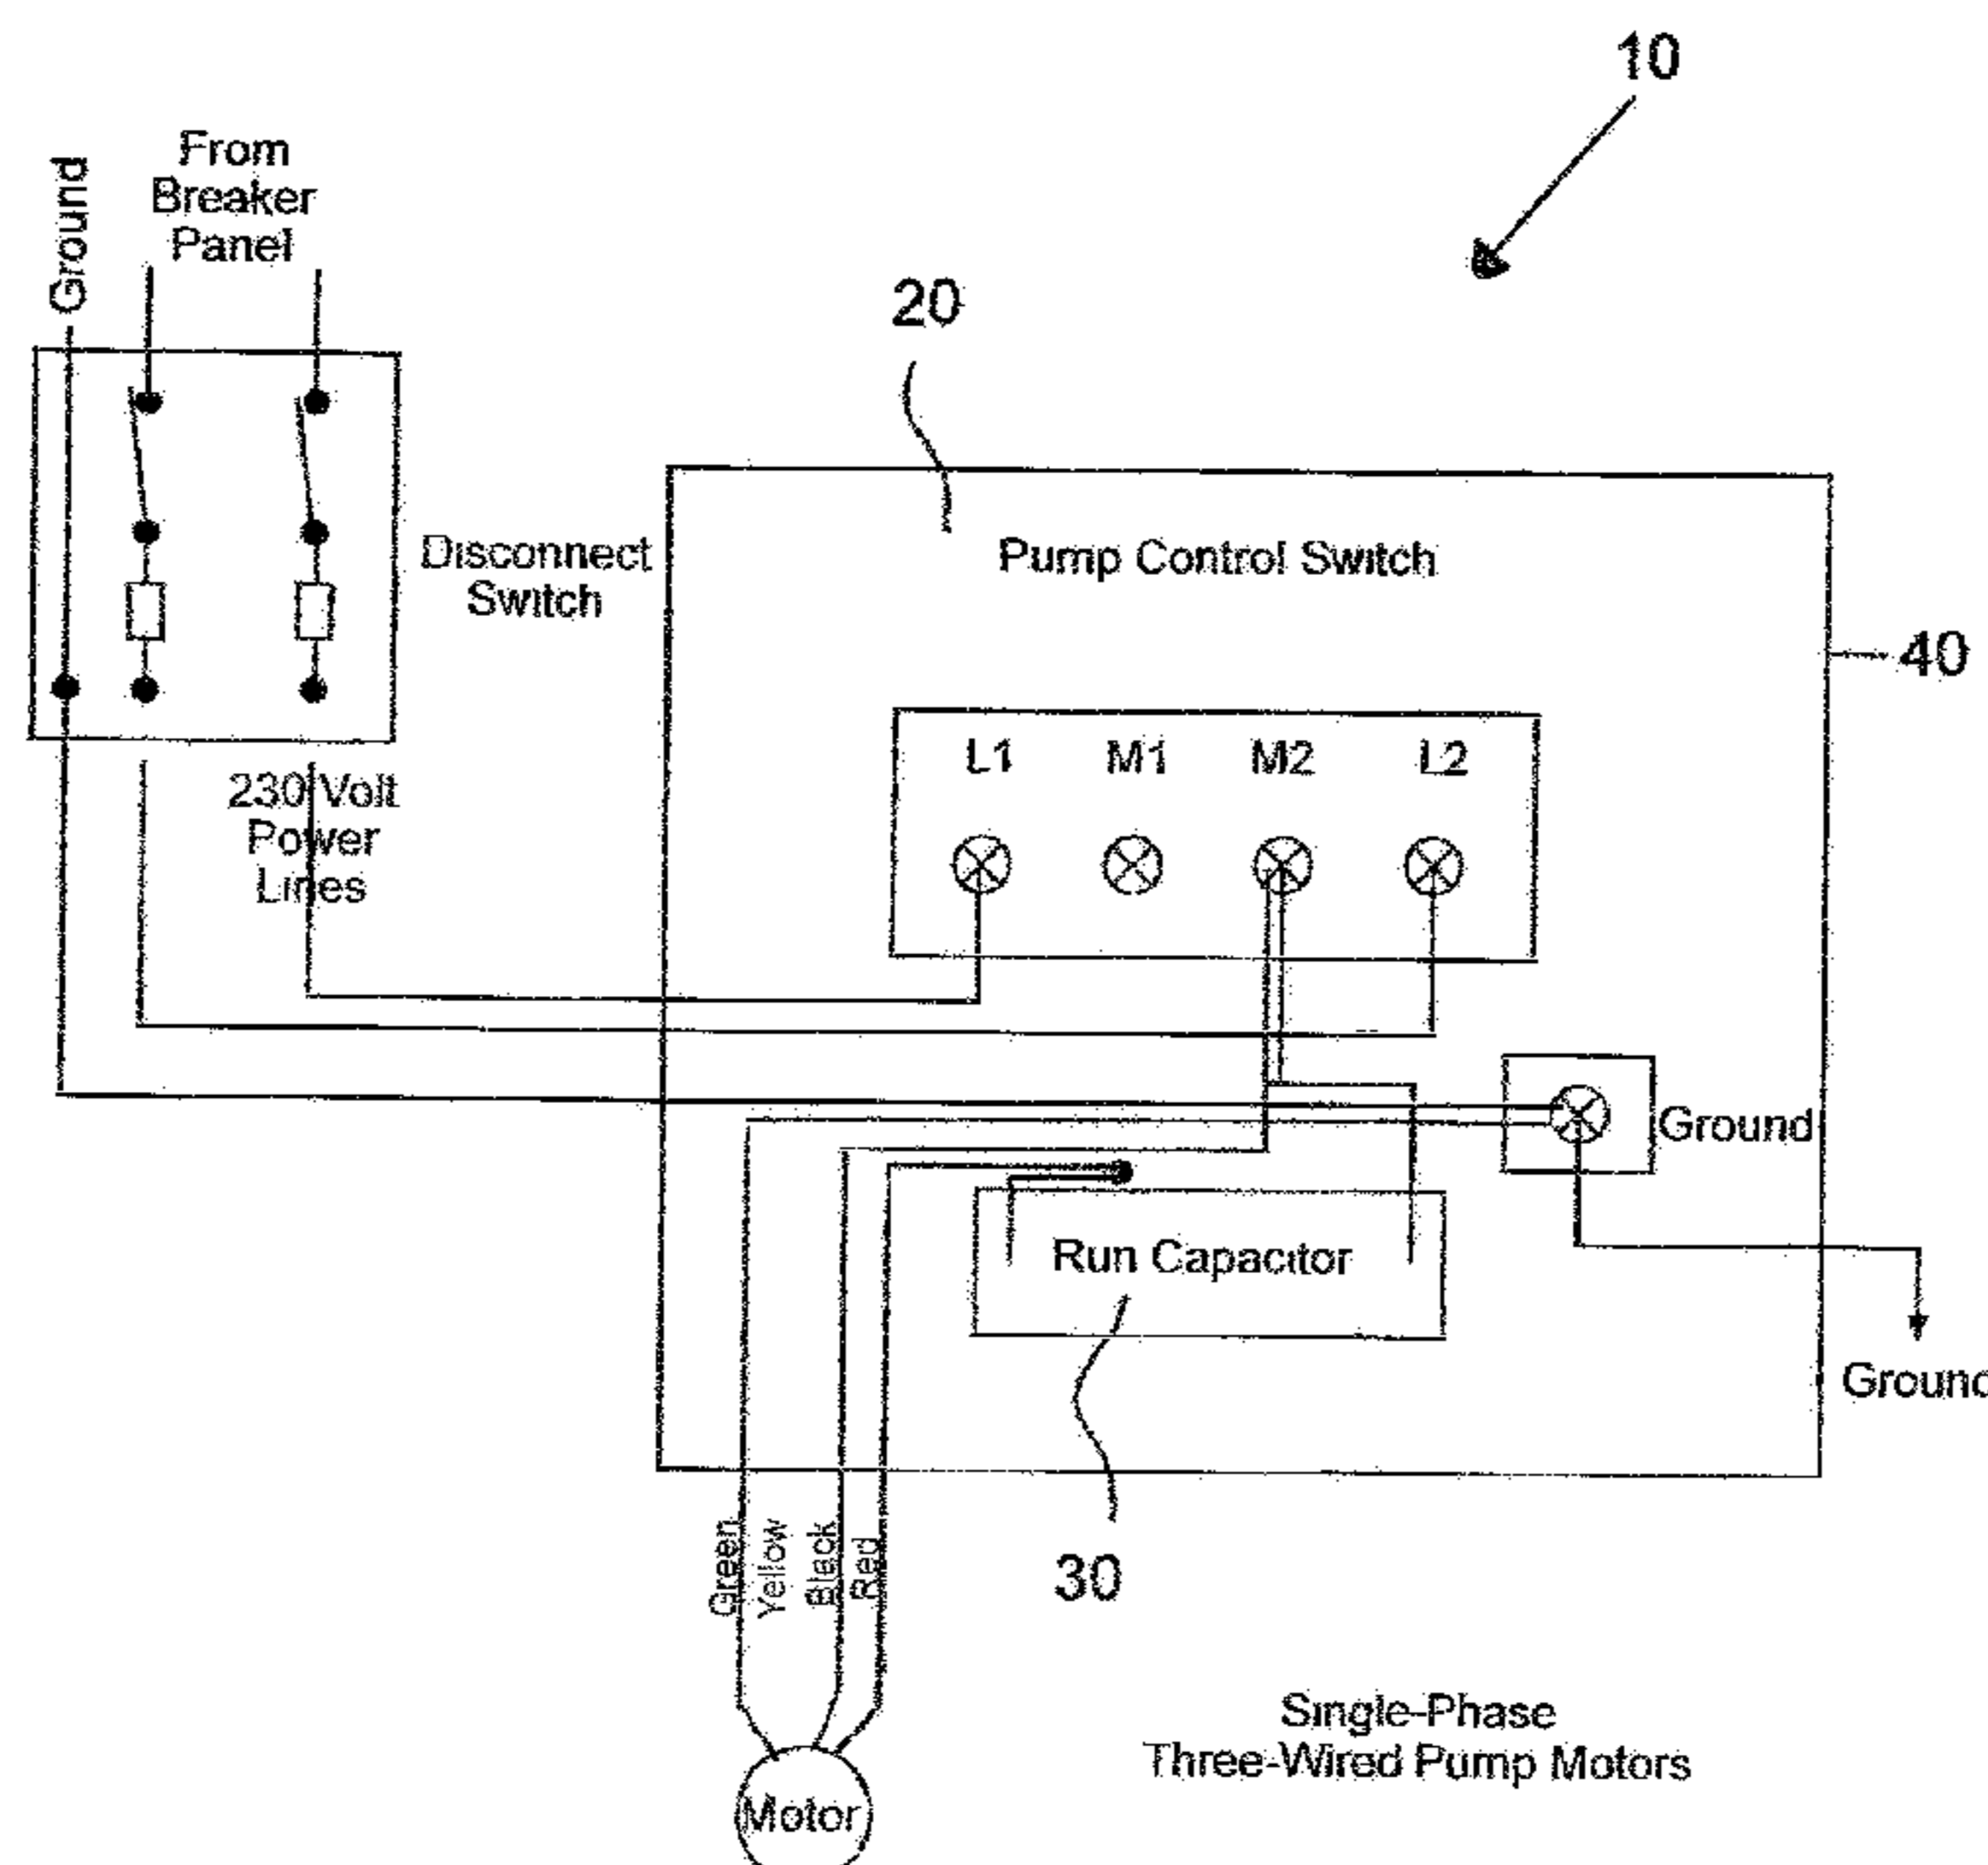 10
From
Breaker
Panel
Ground
20
Disconnect
Switch
Pump Control Switch
40
L1 M1 M2 L2
230 Volt
Power
Lines
Ground
Run Capacitor
Ground
Green
Yellow
Black
Red
30
Single-Phase
Three-Wired Pump Motors
Motor